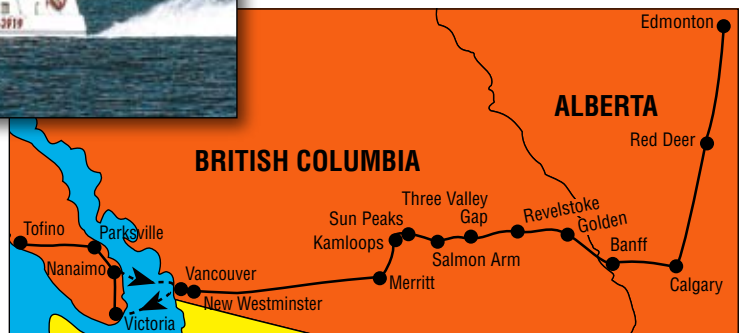 2919
Edmonton
ALBERTA
Red Deer
BRITISH COLUMBIA
Three Valley
Gap
Revelstoke
Sun Peaks
Golden
Tofino
Parksville
Kamloops
Banff
Salmon Arm
Nanaimo
Vancouver
Merritt
Calgary
New Westminster
Victoria